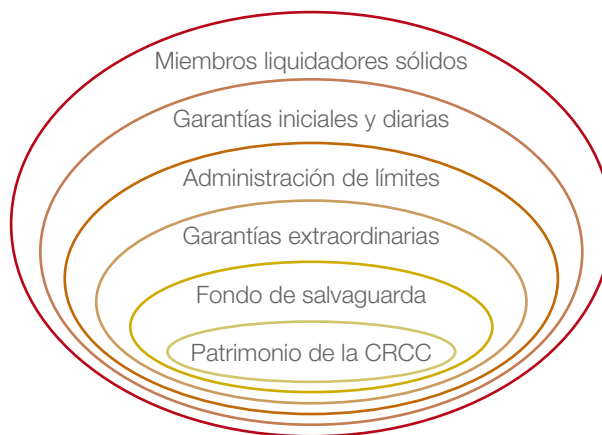 Miembros liquidadores sólidos
Garantías iniciales y diarias
Administración de límites
Garantías extraordinarias
Fondo de salvaguarda
Patrimonio de la CRCC